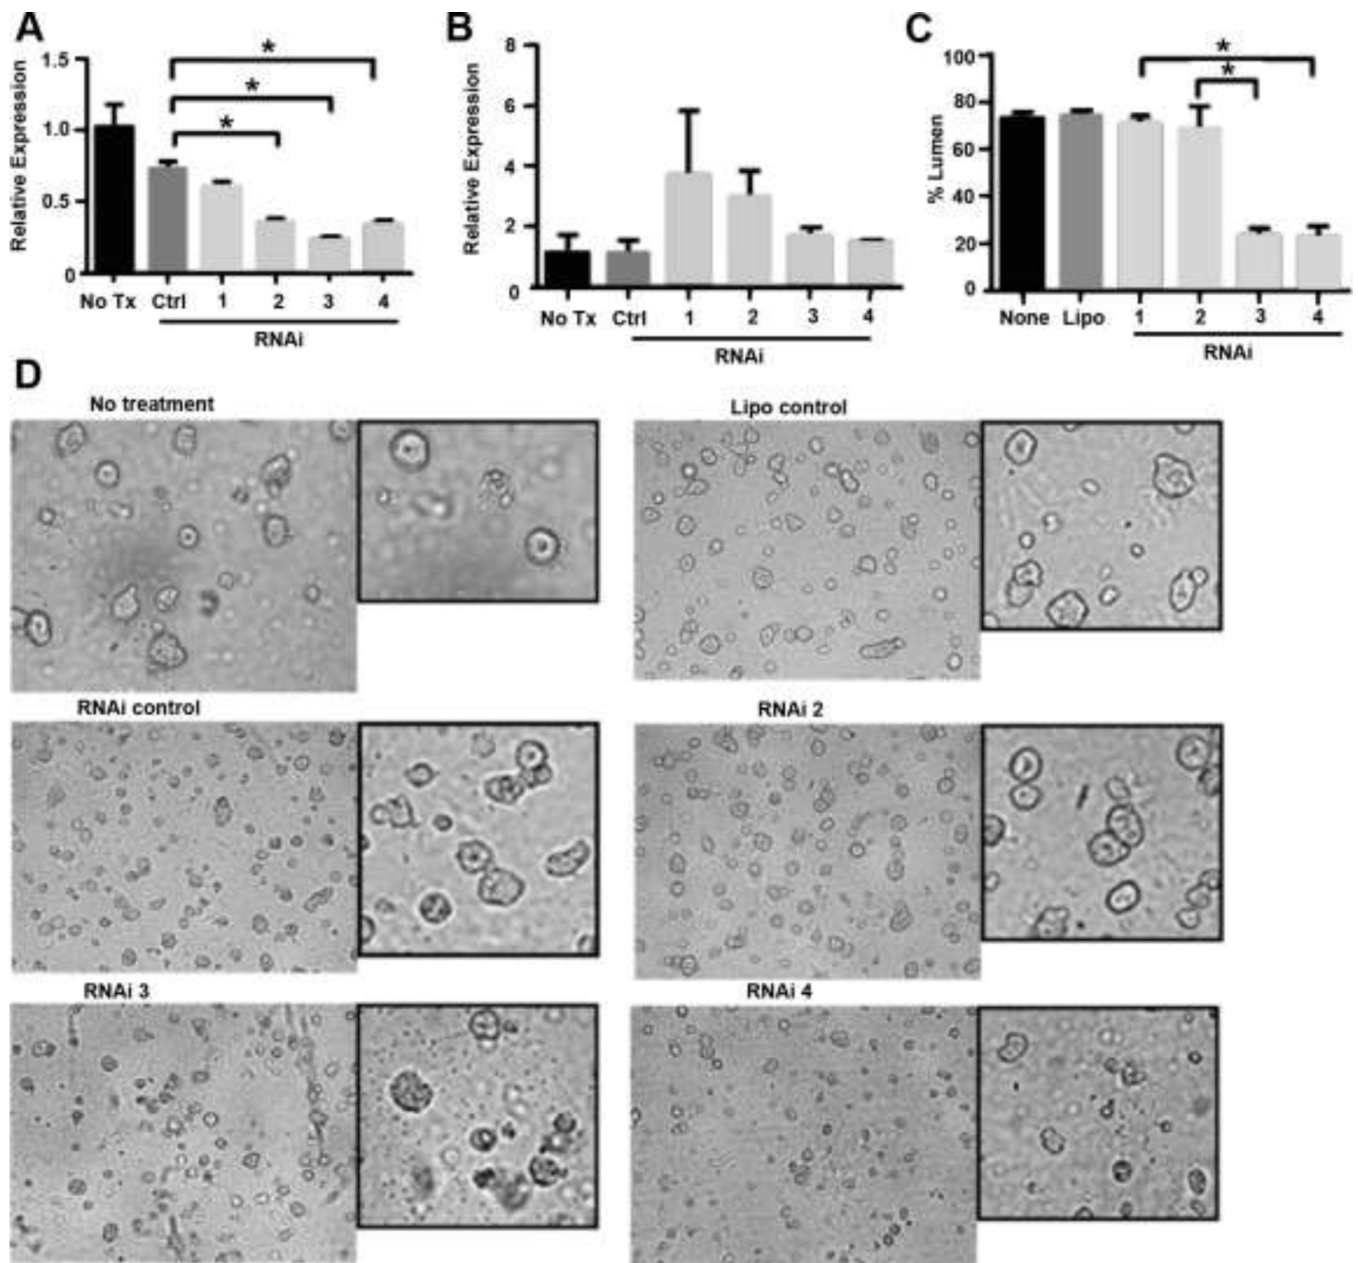 A
Relative Expression
1.5
1.0
0.5
0
*
*
*
No Tx Ctrl 1 2 3 4
RNAi
B
Relative Expression
8
6
4
2
0
No Tx Ctrl 1 2 3 4
RNAi
C
% Lumen
100
80
60
40
20
0
*
*
None Lipo 1 2 3 4
RNAi
D
No treatment
Lipo control
RNAi control
RNAi 2
RNAi 3
RNAi 4